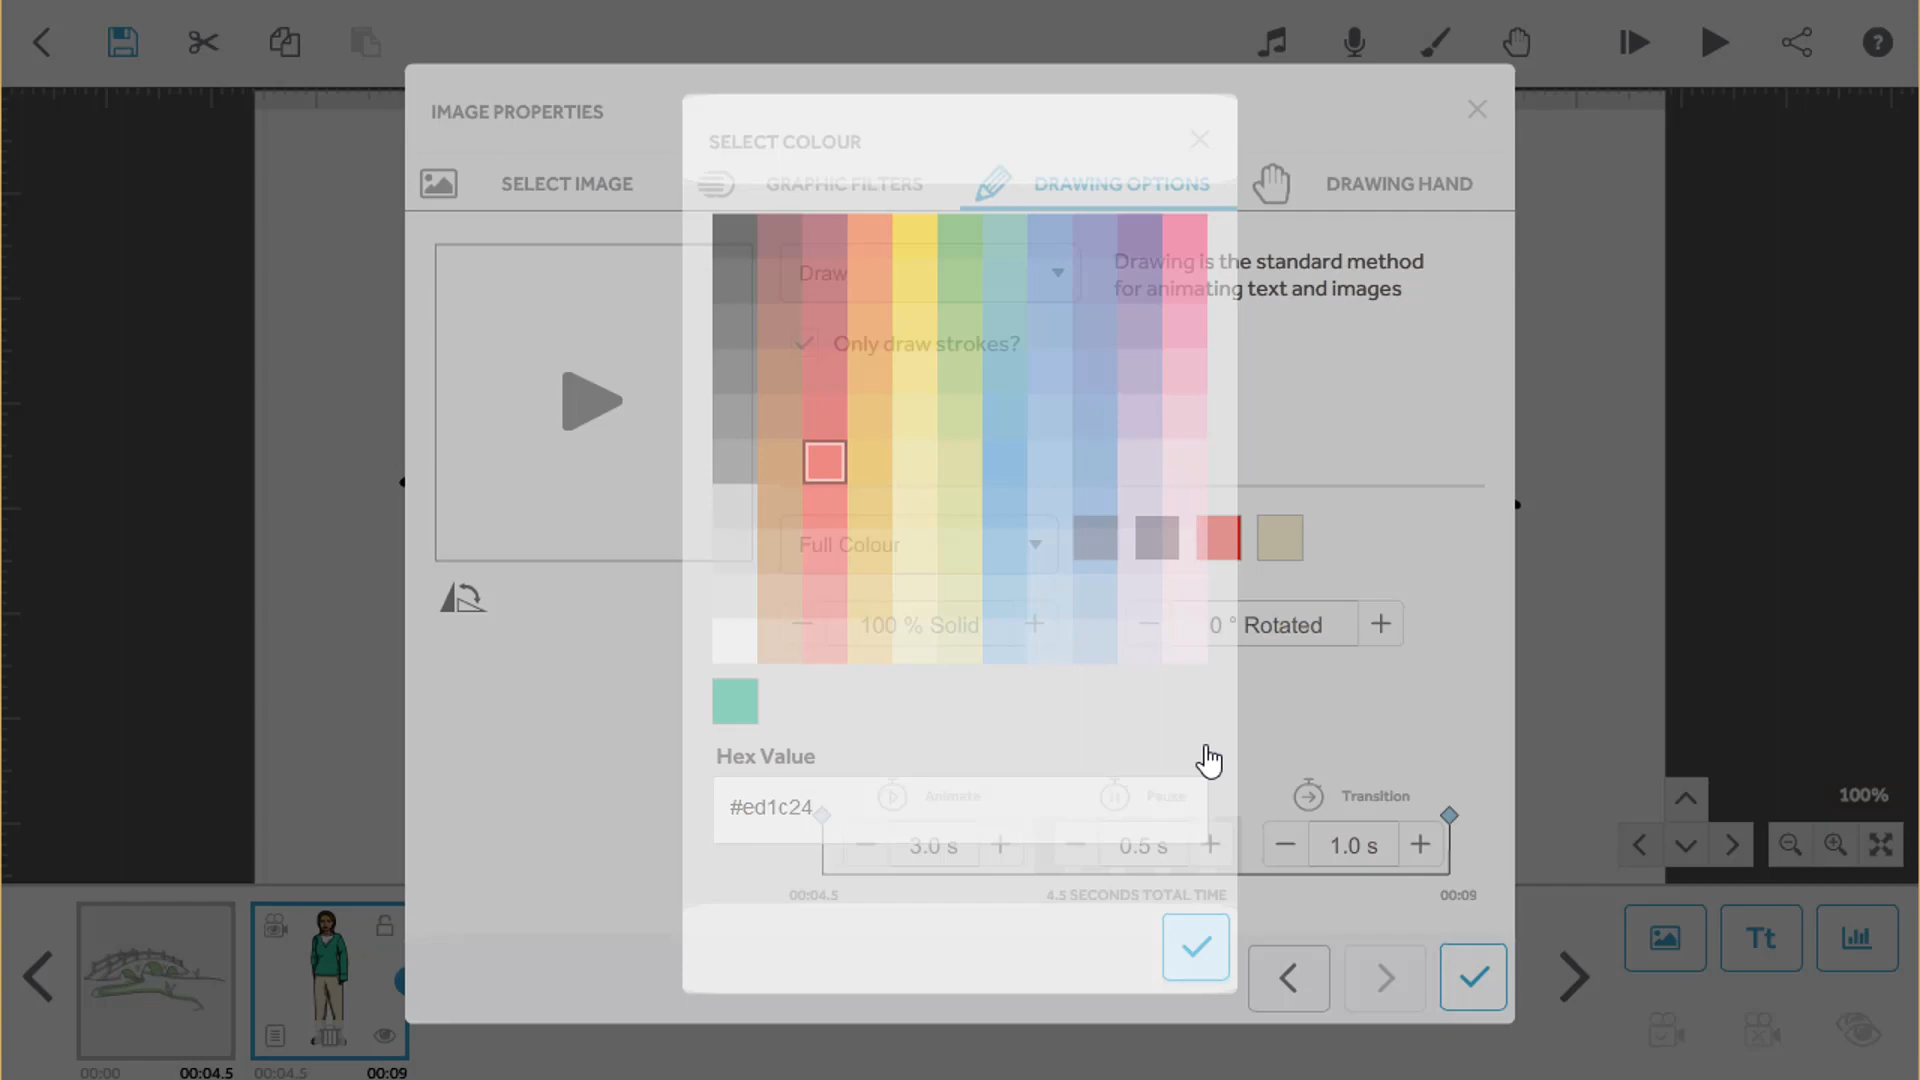 IMAGE PROPERTIES
SELECT COLOUR
SELECT IMAGE
GRAPHIC FILTERS
DRAWING OPTIONS
DRAWING HAND
Draw
Drawing is the standard method
for animating text and images
Only draw strokes?
Full Colour
100 % Solid
0 ° Rotated
Hex Value
#ed1c24
Animate
Pause
Transition
3.0 s
0.5 s
1.0 s
00:04.5
4.5 SECONDS TOTAL TIME
00:09
100%
Tt
00:00
00:04.5
00:04.5
00:09